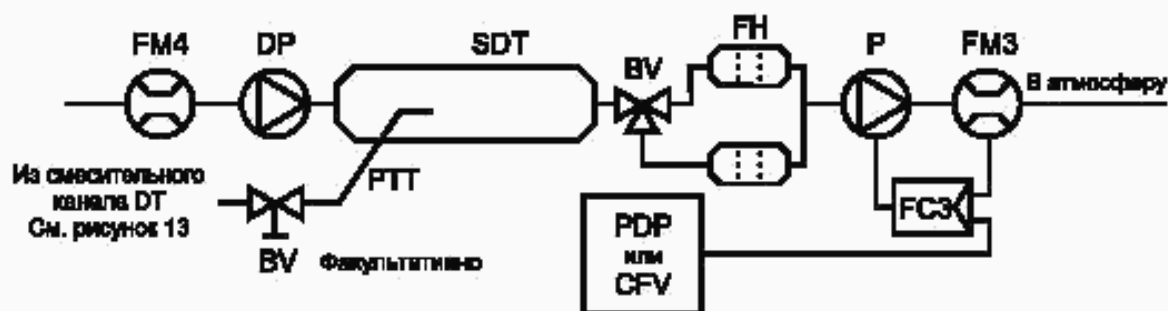 FM4
DP
SDT
BV
FH
P
FM3
В атмосферу
Из смесительного
канала DT
См. рисунок 13
PTT
BV
Факультативно
PDP
или
CFV
FC3